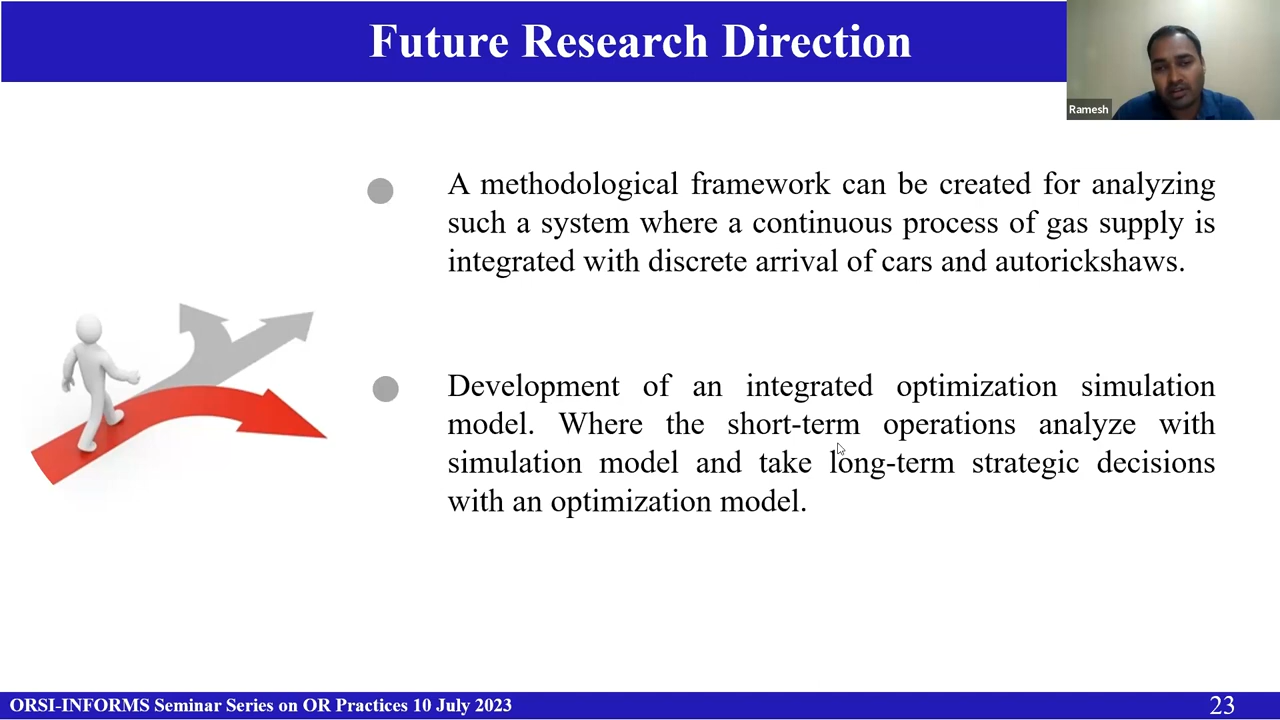 Future Research Direction
Ramesh
A methodological framework can be created for analyzing
such a system where a continuous process of gas supply is
integrated with discrete arrival of cars and autorickshaws.
Development of an integrated optimization simulation
model. Where the short-term operations analyze with
simulation model and take long-term strategic decisions
with an optimization model.
ORSI-INFORMS Seminar Series on OR Practices 10 July 2023
23